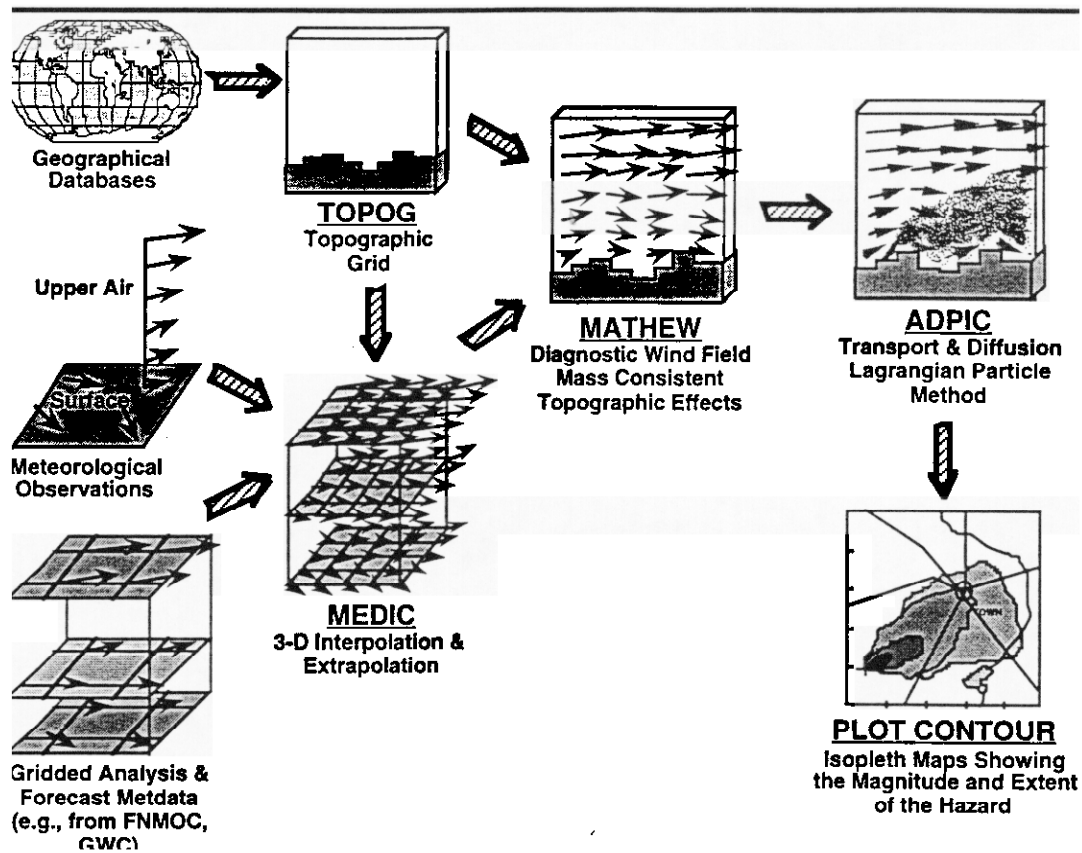 Geographical
Databases
TOPOG
Topographic
Grid
Upper Air
Surface
Meteorological
Observations
MATHEW
Diagnostic Wind Field
Mass Consistent
Topographic Effects
ADPIC
Transport & Diffusion
Lagrangian Particle
Method
MEDIC
3-D Interpolation &
Extrapolation
Gridded Analysis &
Forecast Metdata
(e.g., from FNMOC,
GWC)
TOWN
PLOT CONTOUR
Isopleth Maps Showing
the Magnitude and Extent
of the Hazard